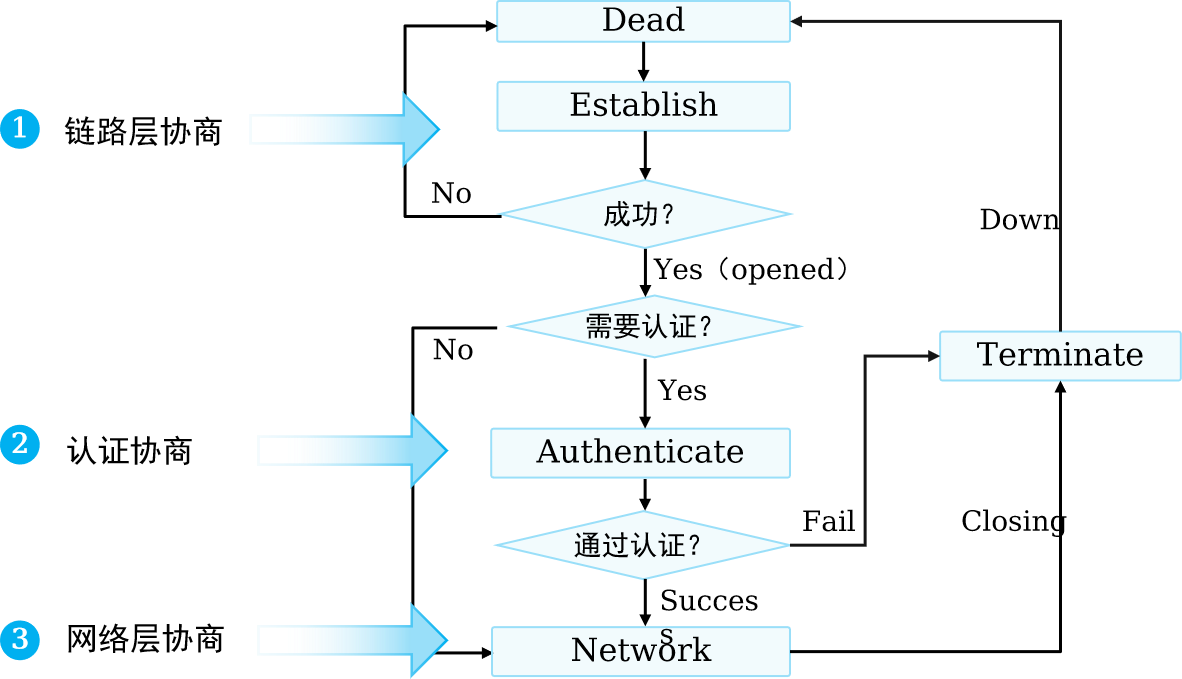 Dead
Establish
1
链路层协商
No
成功?
Down
Yes（opened）
需要认证?
No
Terminate
Yes
2
认证协商
Authenticate
Fail
Closing
通过认证?
Succes
s
3
网络层协商
Network